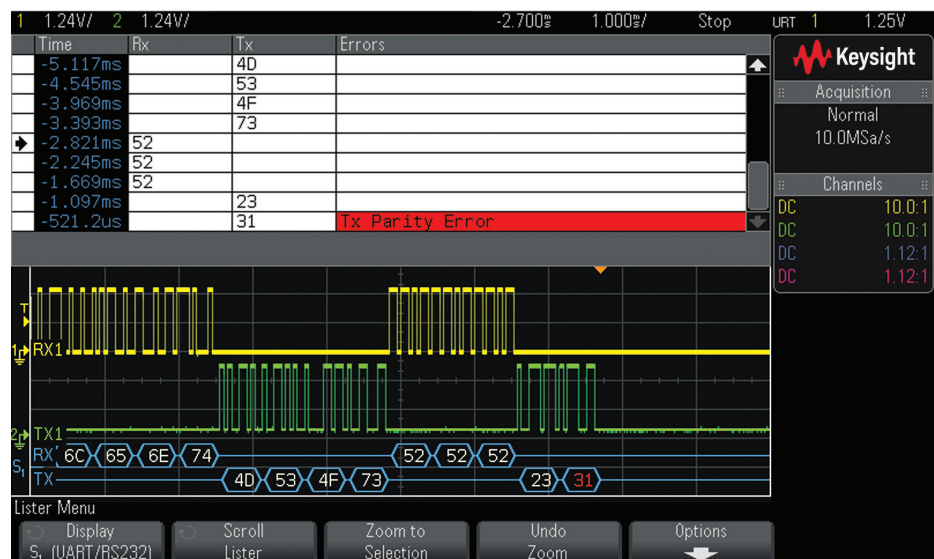 1 1.24V/ 2 1.24V/ -2.700ms 1.000ms/ Stop URT 1 1.25V
Time Rx Tx Errors
-5.117ms 4D
-4.545ms 53
-3.969ms 4F
-3.393ms 73
-2.821ms 52
-2.245ms 52
-1.669ms 52
-1.097ms 23
-521.2us 31 Tx Parity Error
Keysight
Acquisition
Normal
10.0MSa/s
Channels
DC 10.0:1
DC 10.0:1
DC 1.12:1
DC 1.12:1
T
1 RX1
2 TX1
S1
RX 6C 65 6E 74 52 52 52
TX 4D 53 4F 73 23 31
Lister Menu
Display
S1 (UART/RS232)
Scroll
Lister
Zoom to
Selection
Undo
Zoom
Options